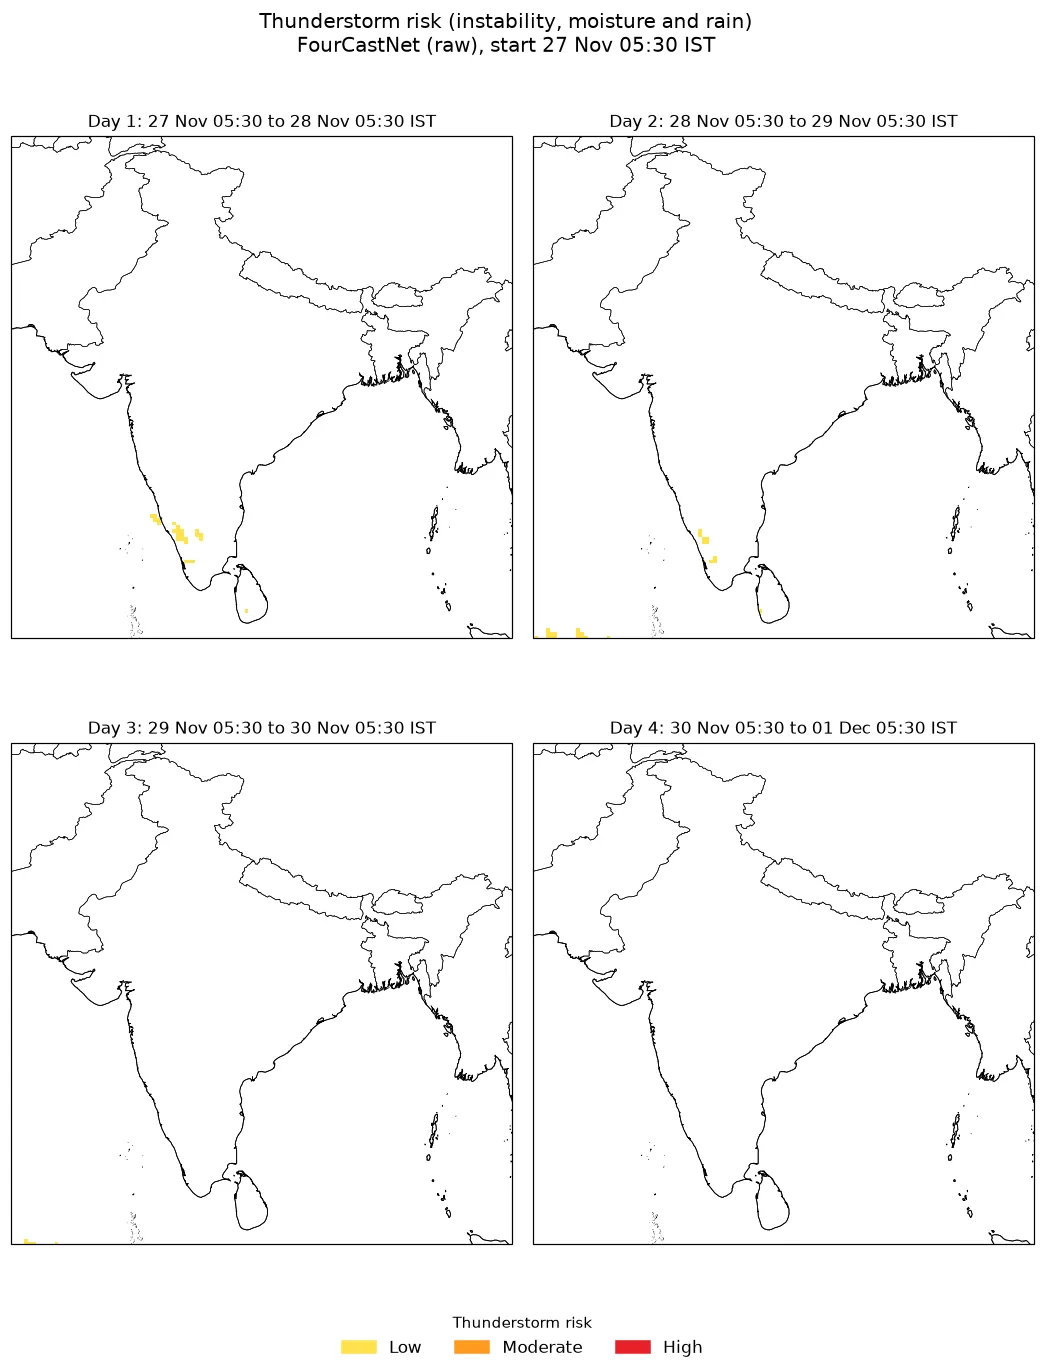 Thunderstorm risk (instability, moisture and rain)
FourCastNet (raw), start 27 Nov 05:30 IST
Day 1: 27 Nov 05:30 to 28 Nov 05:30 IST
Day 2: 28 Nov 05:30 to 29 Nov 05:30 IST
Day 3: 29 Nov 05:30 to 30 Nov 05:30 IST
Day 4: 30 Nov 05:30 to 01 Dec 05:30 IST
Thunderstorm risk
Low Moderate High